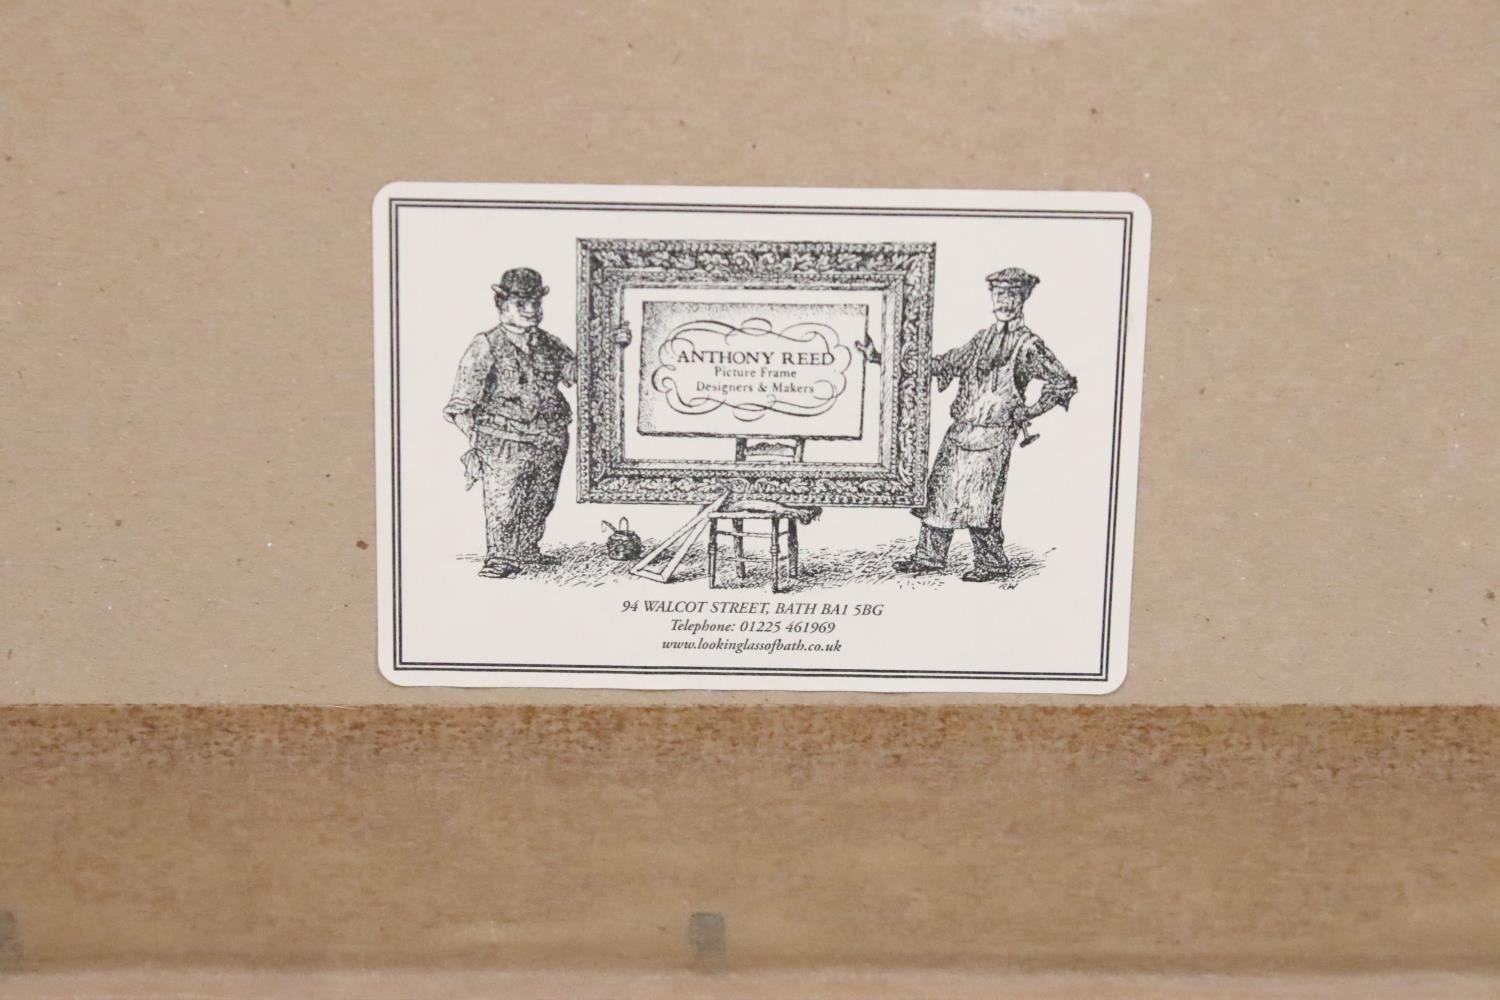 ANTHONY REED
Picture Frame
Designers & Makers
RW
94 WALCOT STREET, BATH BA1 5BG
Telephone: 01225 461969
www.lookinglassofbath.co.uk